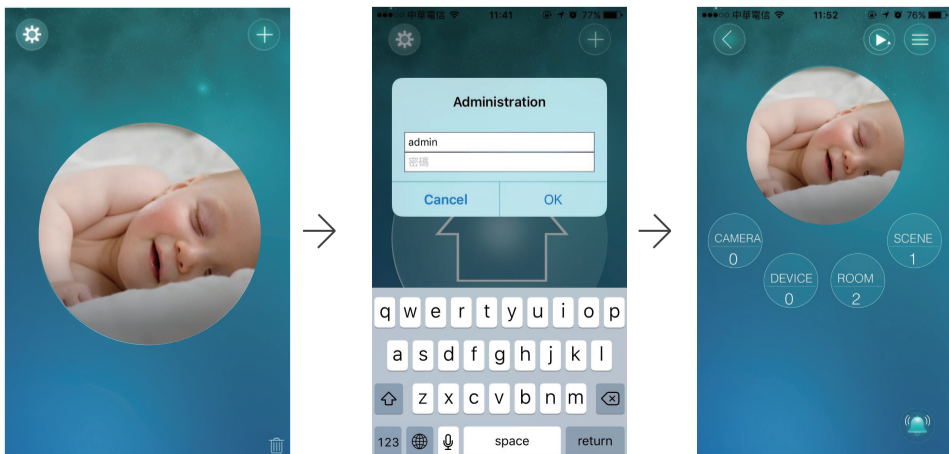 中華電信 11:41 77%
Administration
admin
密碼
Cancel OK
q w e r t y u i o p
a s d f g h j k l
z x c v b n m
123 space return
中華電信 11:52 76%
CAMERA
0
DEVICE
0
ROOM
2
SCENE
1